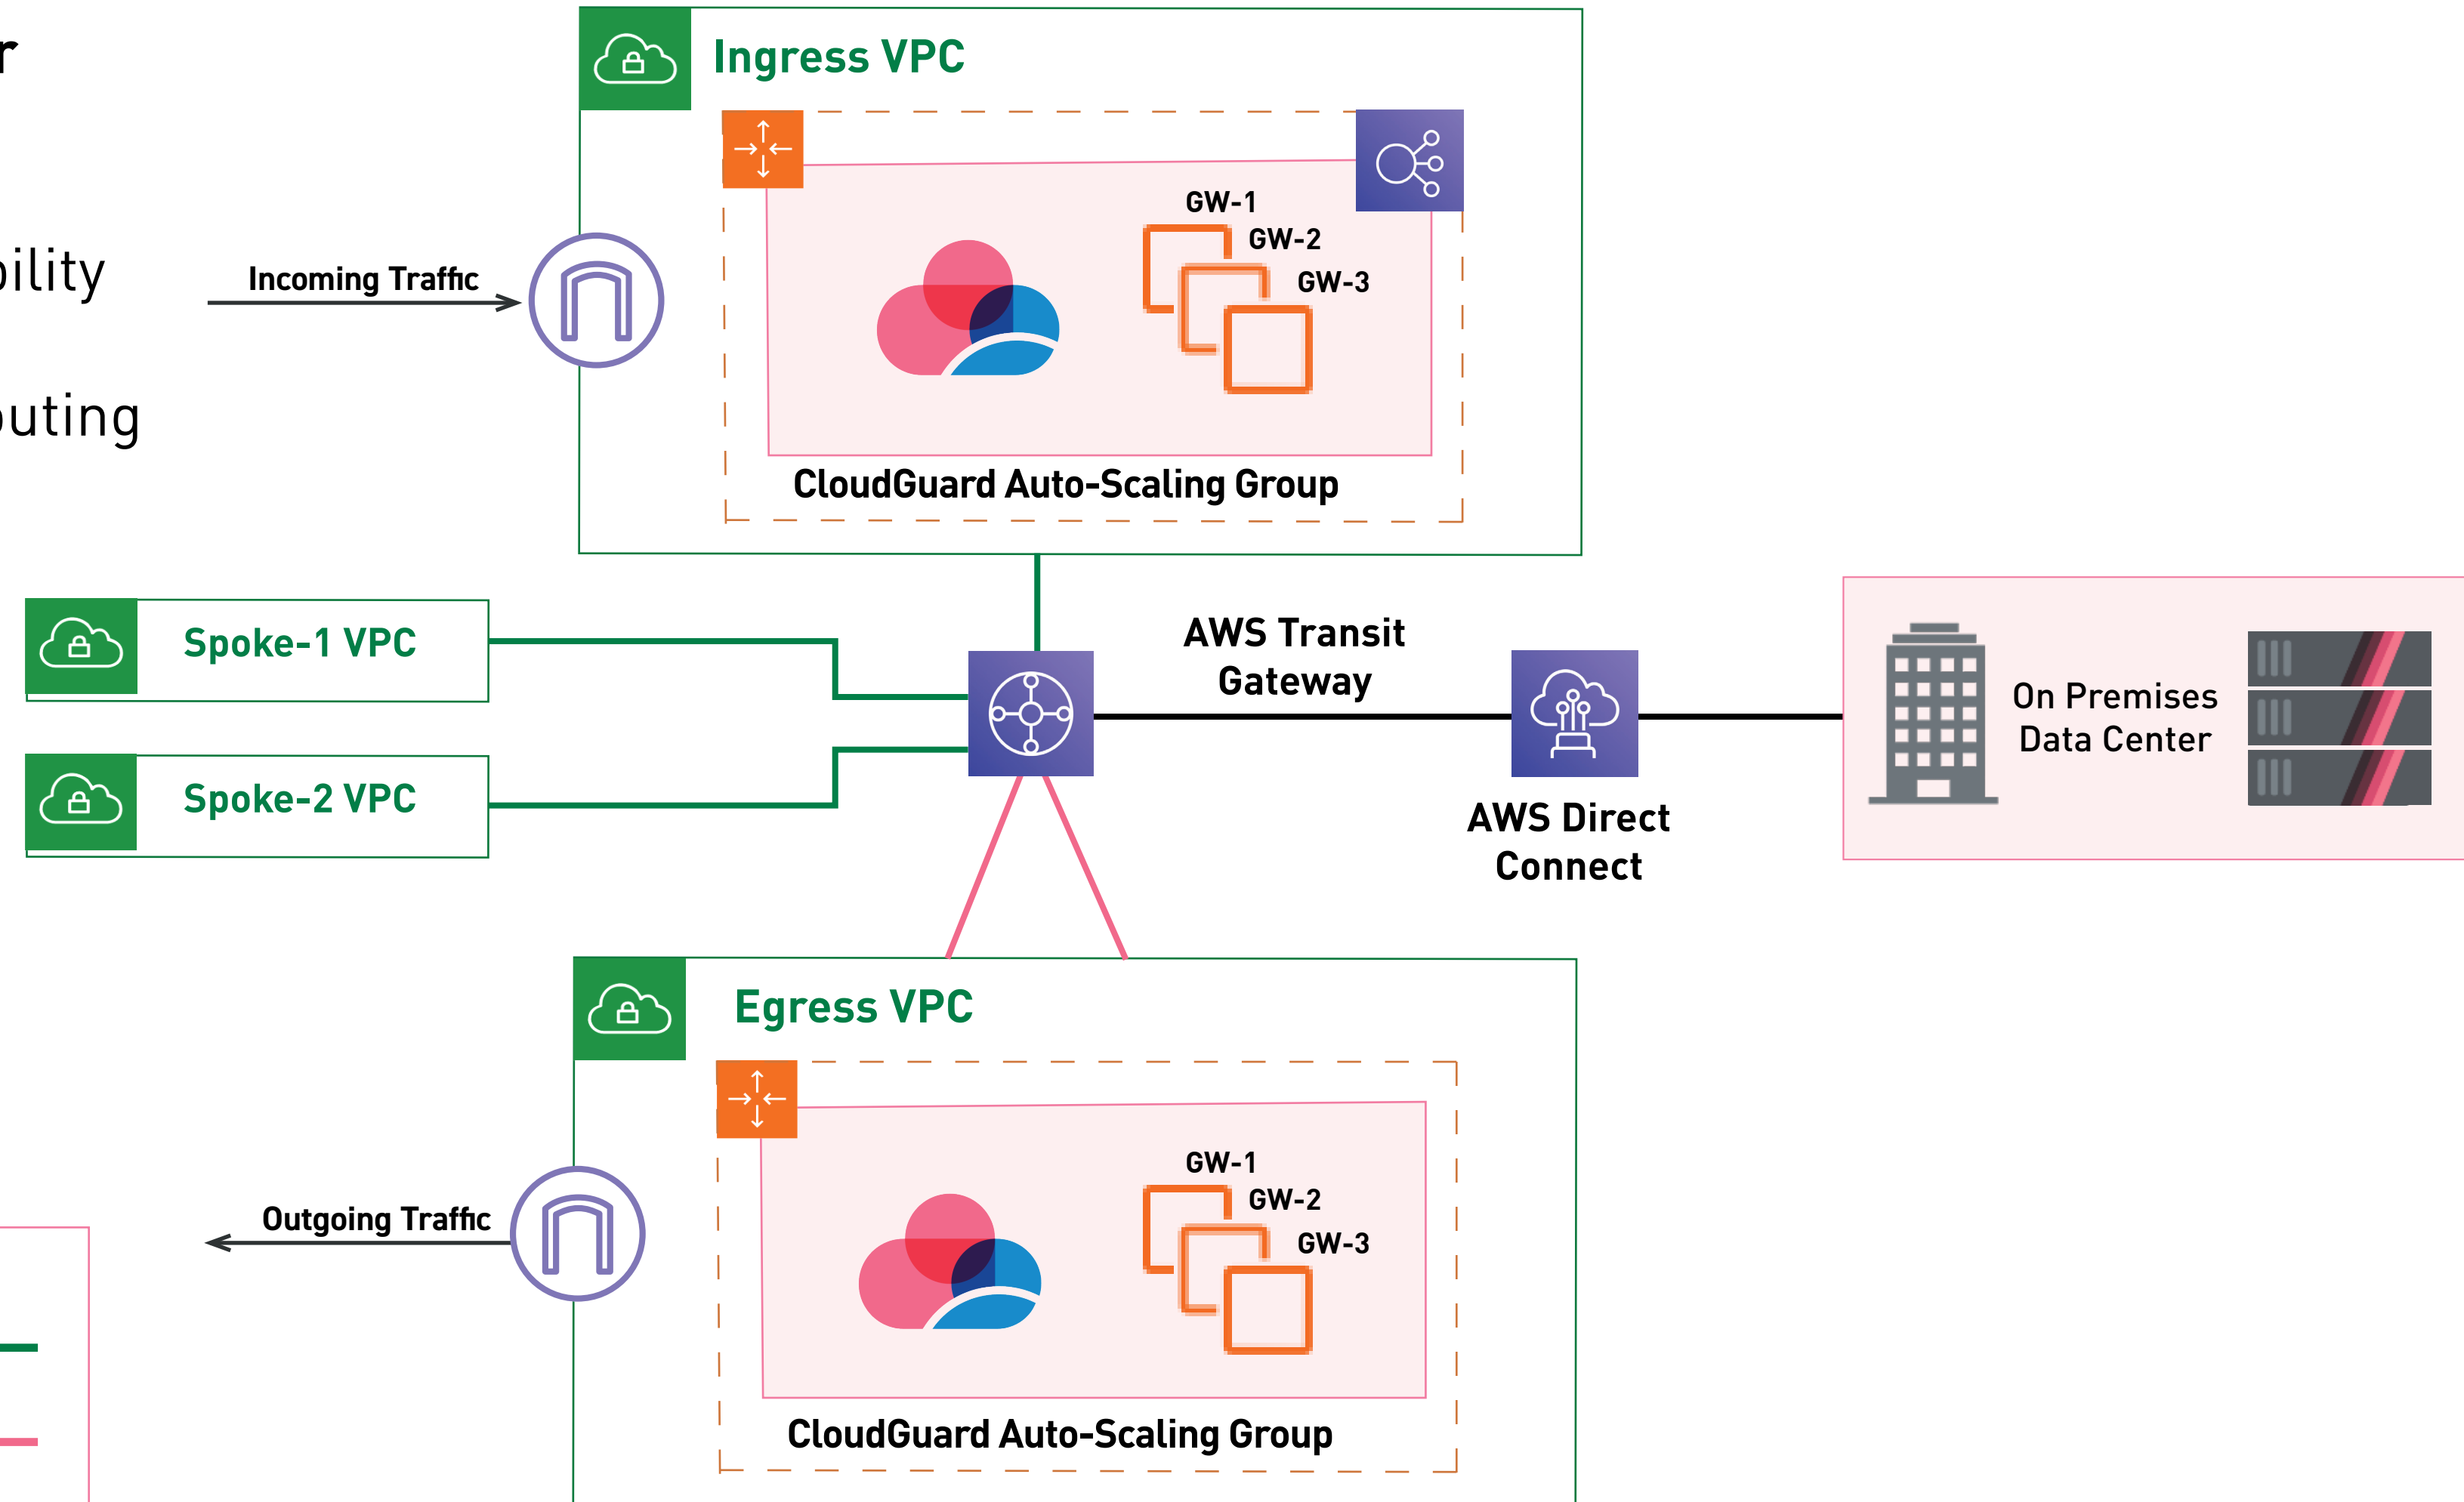 Ingress VPC
GW-1
GW-2
GW-3
Incoming Traffic
CloudGuard Auto-Scaling Group
Spoke-1 VPC
AWS Transit
Gateway
On Premises
Data Center
Spoke-2 VPC
AWS Direct
Connect
Egress VPC
GW-1
GW-2
GW-3
Outgoing Traffic
CloudGuard Auto-Scaling Group